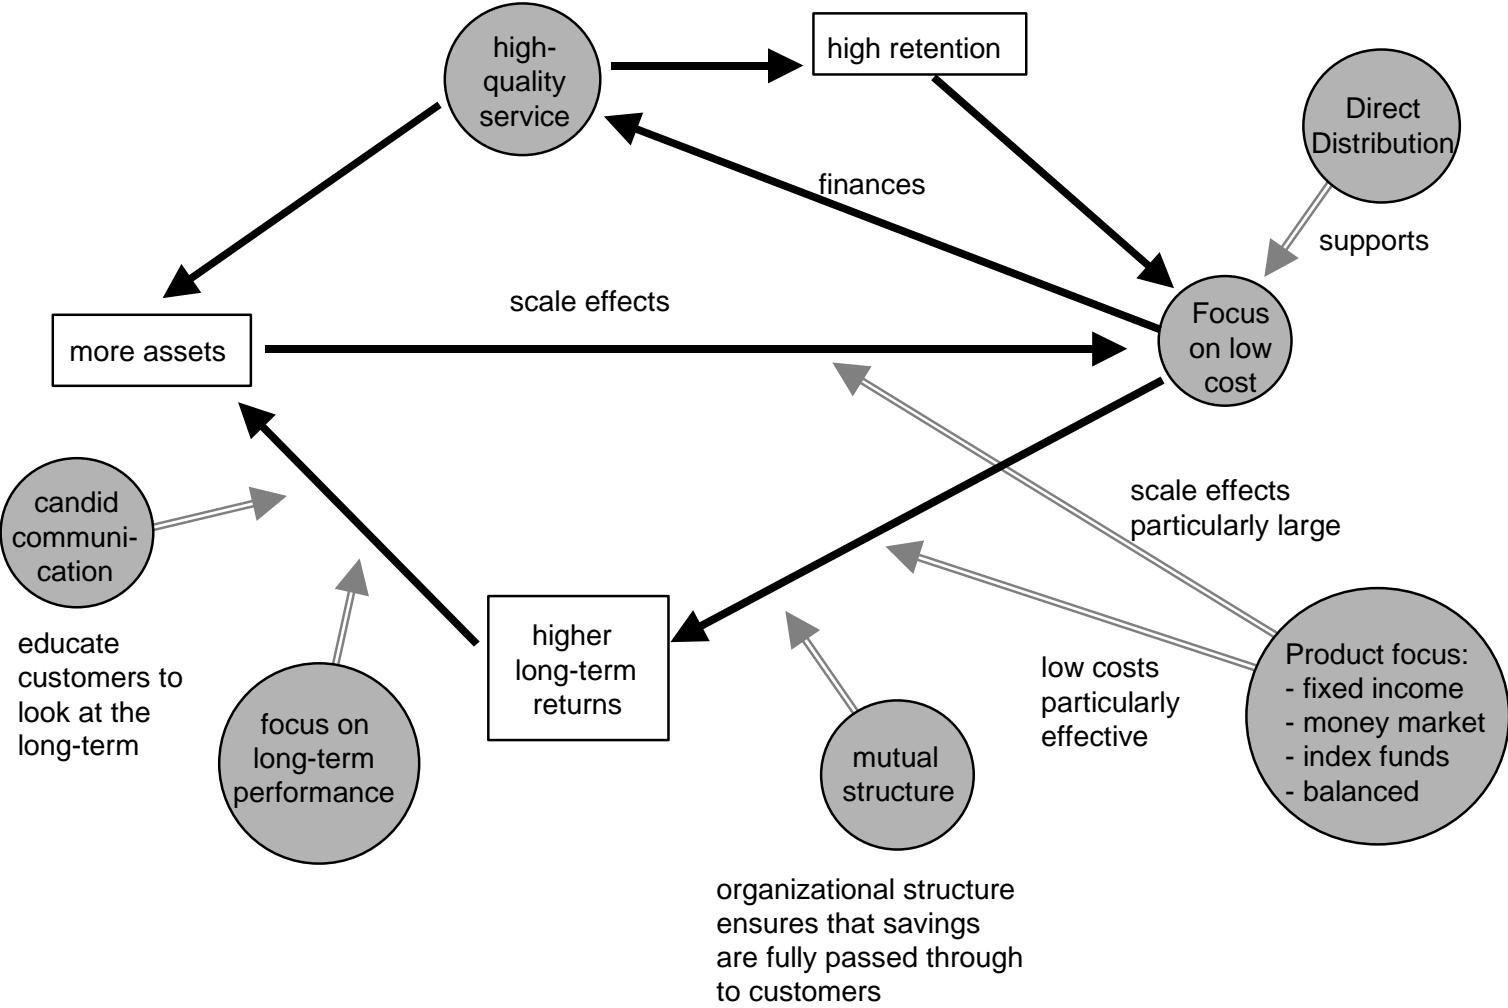 high-
quality
service
high retention
Direct
Distribution
finances
supports
scale effects
Focus
on low
cost
more assets
candid
communi-
cation
scale effects
particularly large
educate
customers to
look at the
long-term
higher
long-term
returns
focus on
long-term
performance
low costs
particularly
effective
Product focus:
- fixed income
- money market
- index funds
- balanced
mutual
structure
organizational structure
ensures that savings
are fully passed through
to customers